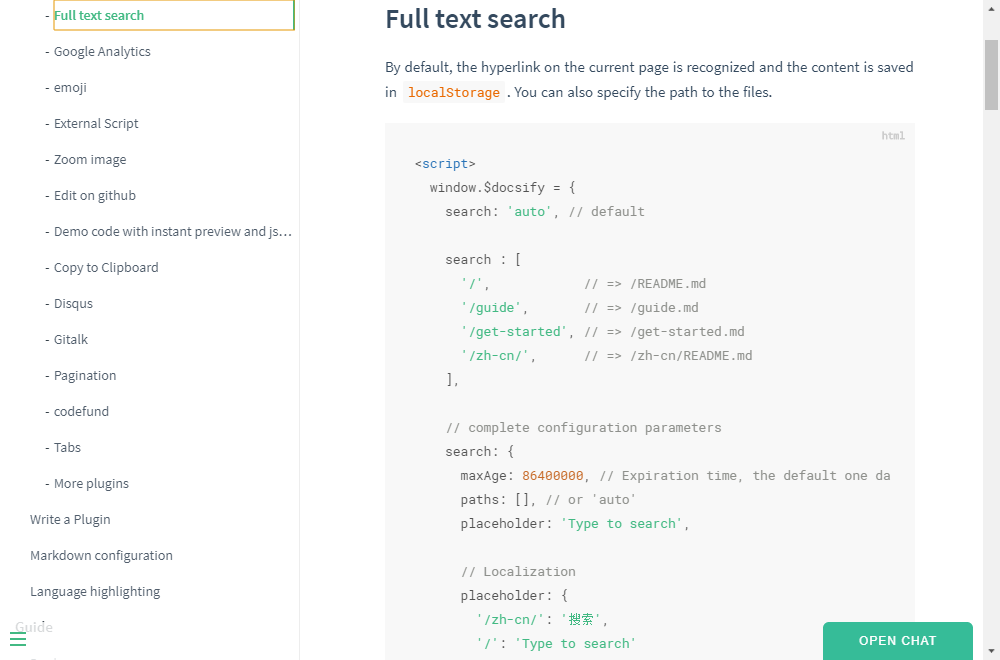 - Full text search
- Google Analytics
- emoji
- External Script
- Zoom image
- Edit on github
- Demo code with instant preview and js…
- Copy to Clipboard
- Disqus
- Gitalk
- Pagination
- codefund
- Tabs
- More plugins
Write a Plugin
Markdown configuration
Language highlighting
Guide
Full text search
By default, the hyperlink on the current page is recognized and the content is saved
in localStorage . You can also specify the path to the files.
html
<script>
  window.$docsify = {
    search: 'auto', // default

    search : [
      '/',            // => /README.md
      '/guide',       // => /guide.md
      '/get-started', // => /get-started.md
      '/zh-cn/',      // => /zh-cn/README.md
    ],

    // complete configuration parameters
    search: {
      maxAge: 86400000, // Expiration time, the default one da
      paths: [], // or 'auto'
      placeholder: 'Type to search',

      // Localization
      placeholder: {
        '/zh-cn/': '搜索',
        '/': 'Type to search'
OPEN CHAT